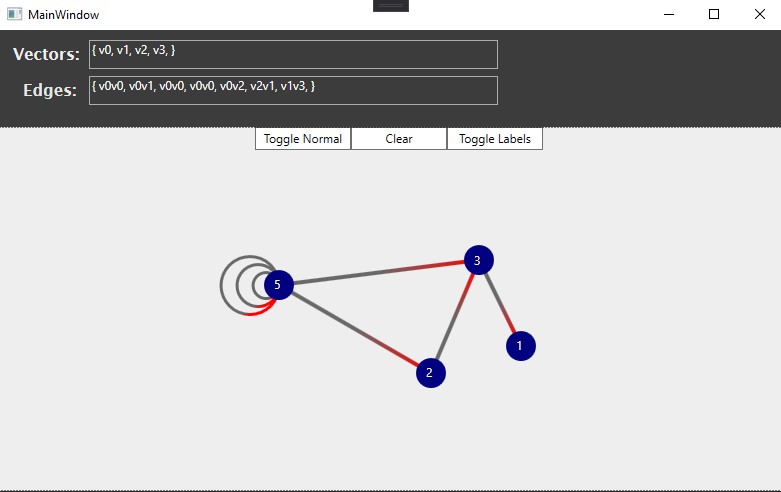 MainWindow
Vectors: { v0, v1, v2, v3, }
Edges: { v0v0, v0v1, v0v0, v0v0, v0v2, v2v1, v1v3, }
Toggle Normal Clear Toggle Labels
3
5
1
2